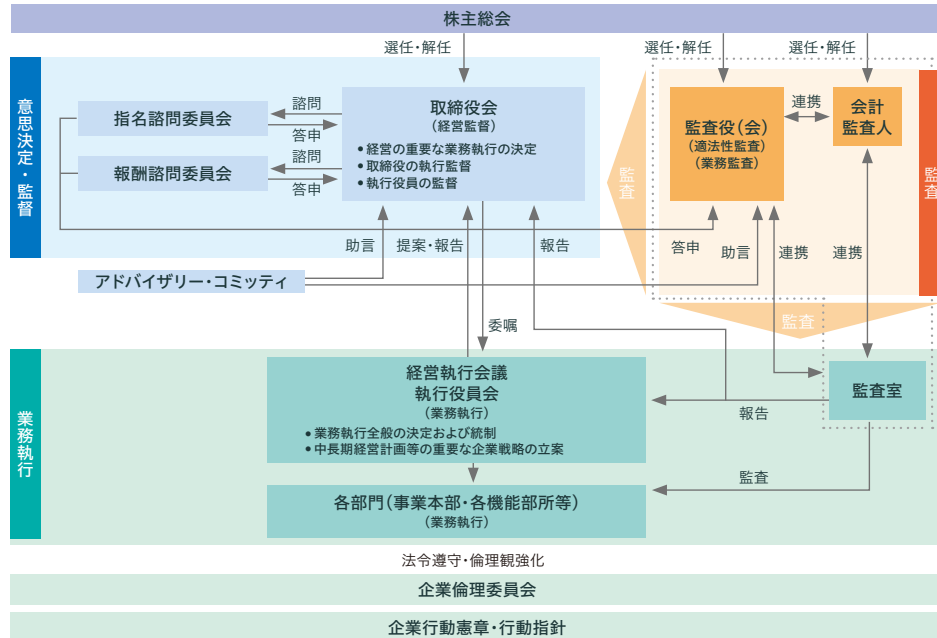 株主総会
選任・解任
選任・解任
選任・解任
意思決定・監督
指名諮問委員会
諮問
答申
報酬諮問委員会
諮問
答申
取締役会
(経営監督)
●経営の重要な業務執行の決定
●取締役の執行監督
●執行役員の監督
監査
監査役(会)
(適法性監査)
(業務監査)
連携
会計
監査人
監査
助言
提案・報告
報告
答申
助言
連携
連携
アドバイザリー・コミッティ
委嘱
監査
業務執行
経営執行会議
執行役員会
(業務執行)
●業務執行全般の決定および統制
●中長期経営計画等の重要な企業戦略の立案
監査室
報告
監査
各部門(事業本部・各機能部所等)
(業務執行)
法令遵守・倫理観強化
企業倫理委員会
企業行動憲章・行動指針